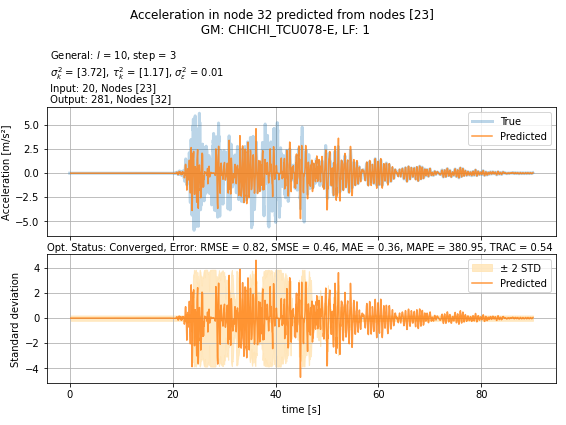 Acceleration in node 32 predicted from nodes [23]
GM: CHICHI_TCU078-E, LF: 1
General: l = 10, step = 3
σ²ₖ = [3.72], τ²ₖ = [1.17], σ²ε = 0.01
Input: 20, Nodes [23]
Output: 281, Nodes [32]
Acceleration [m/s²]
5.0
2.5
0.0
−2.5
−5.0
True
Predicted
Opt. Status: Converged, Error: RMSE = 0.82, SMSE = 0.46, MAE = 0.36, MAPE = 380.95, TRAC = 0.54
Standard deviation
4
2
0
−2
−4
± 2 STD
Predicted
0 20 40 60 80
time [s]